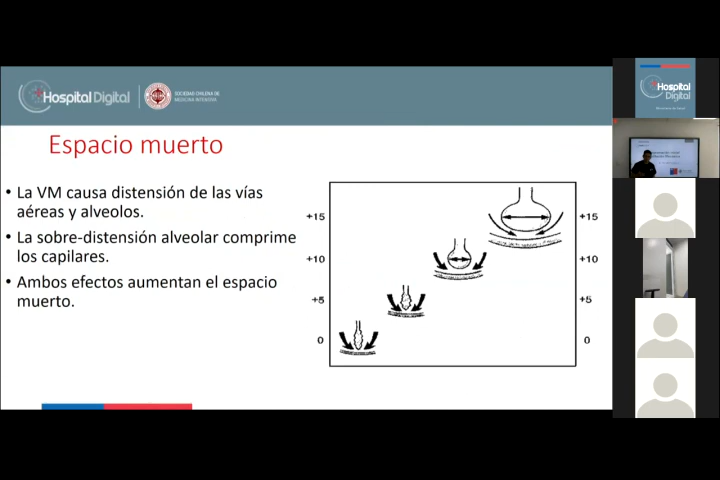 Hospital Digital
SOCIEDAD CHILENA DE
MEDICINA INTENSIVA
Espacio muerto
• La VM causa distensión de las vías
aéreas y alveolos.
• La sobre-distensión alveolar comprime
los capilares.
• Ambos efectos aumentan el espacio
muerto.
+15
+10
+5
0
+15
+10
+5
0
Hospital
Digital